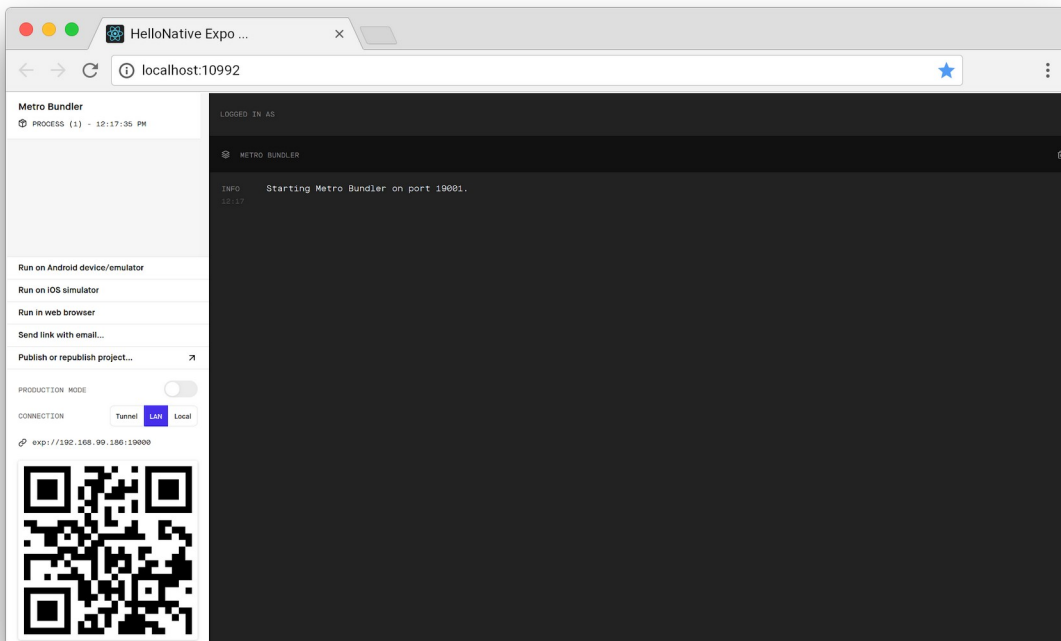 HelloNative Expo ...
localhost:10992
Metro Bundler
PROCESS (1) - 12:17:35 PM
LOGGED IN AS
METRO BUNDLER
INFO Starting Metro Bundler on port 19001.
12:17
Run on Android device/emulator
Run on iOS simulator
Run in web browser
Send link with email...
Publish or republish project...
PRODUCTION MODE
CONNECTION Tunnel LAN Local
exp://192.168.99.186:19000